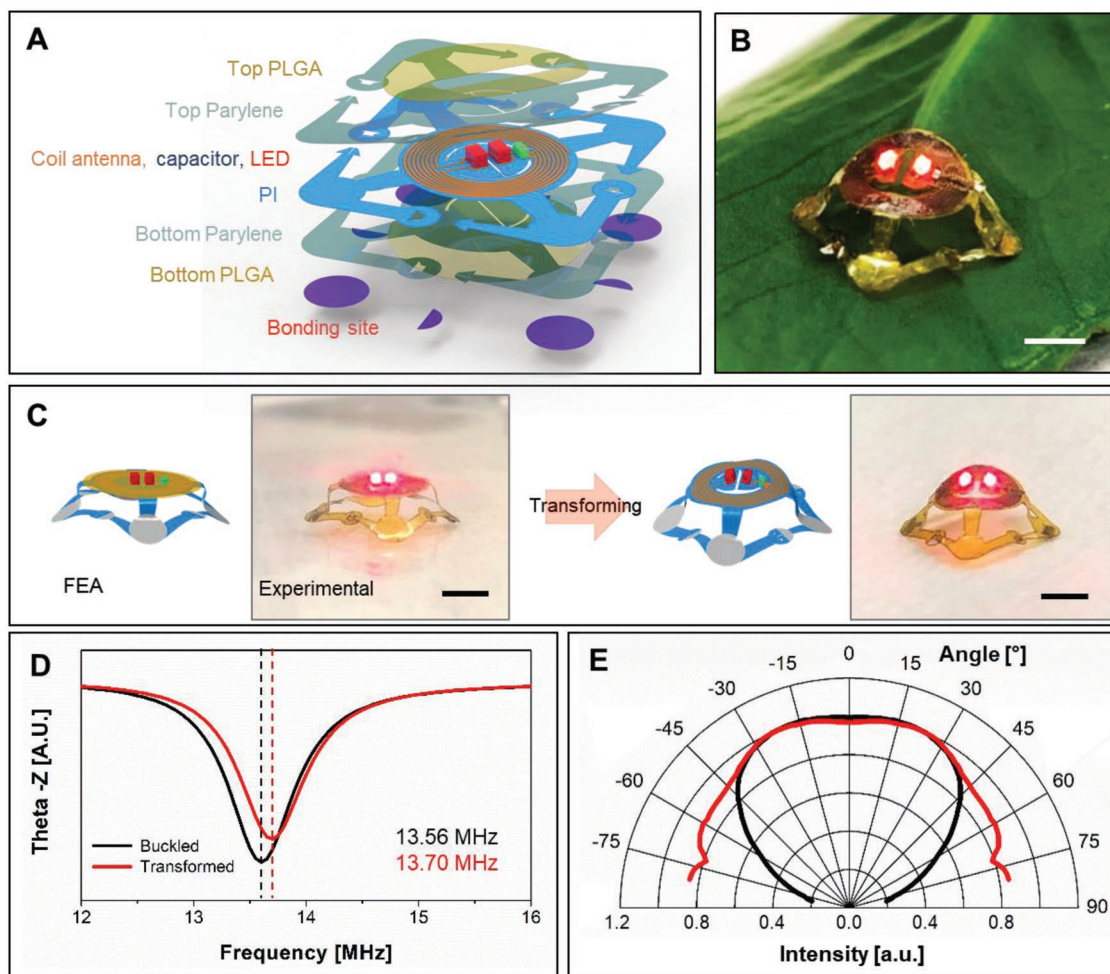 A
Top PLGA
Top Parylene
Coil antenna, capacitor, LED
PI
Bottom Parylene
Bottom PLGA
Bonding site
B
C
FEA
Experimental
Transforming
D
Theta -Z [A.U.]
Buckled
Transformed
13.56 MHz
13.70 MHz
12 13 14 15 16
Frequency [MHz]
E
Angle [°]
-75 -60 -45 -30 -15 0 15 30 45 60 75 90
1.2 0.8 0.4 0.0 0.4 0.8
Intensity [a.u.]